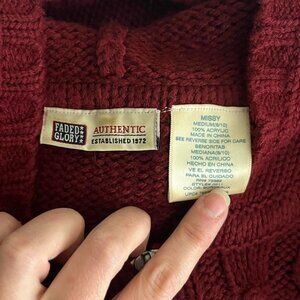 FADED
GLORY
AUTHENTIC
ESTABLISHED 1972
MISSY
MEDIUM(8/10)
100% ACRYLIC
MADE IN CHINA
SEE REVERSE SIDE FOR CARE
SEÑORITAS
MEDIANA(8/10)
100% ACRILICO
HECHO EN CHINA
VE EL REVERSO
PARA EL CUIDADO